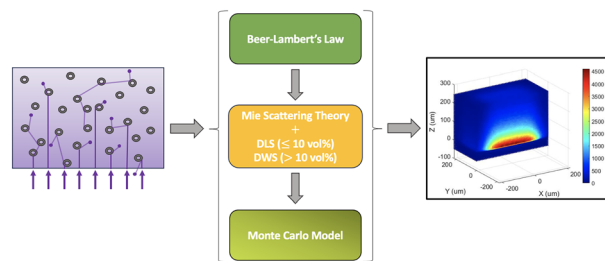 Beer-Lambert's Law
Mie Scattering Theory
+
DLS (≤ 10 vol%)
DWS (> 10 vol%)
Monte Carlo Model
300
200
100
0
-100
Z (um)
200
0
-200
Y (um)
-200
0
200
X (um)
4500
4000
3500
3000
2500
2000
1500
1000
500
0